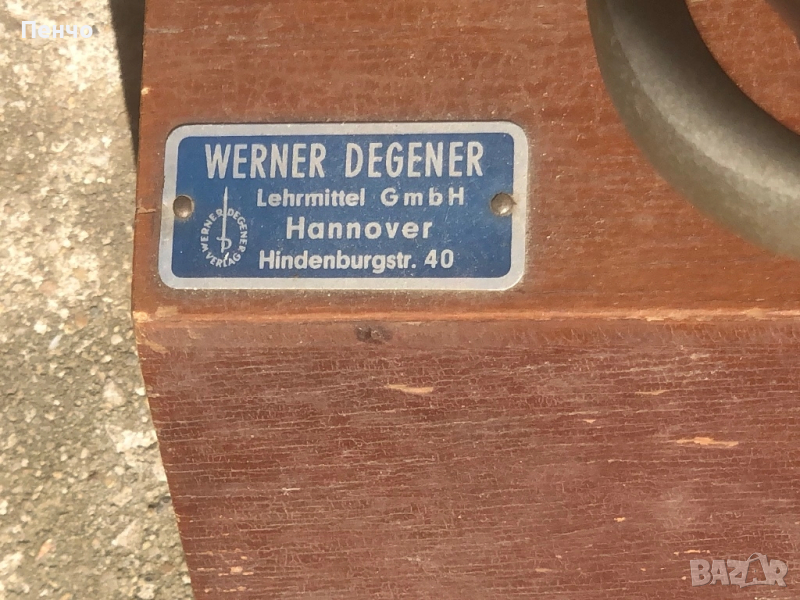 Пончо
WERNER DEGENER
Lehrmittel GmbH
Hannover
Hindenburgstr. 40
WERNER DEGENER VERLAG
BAZAR